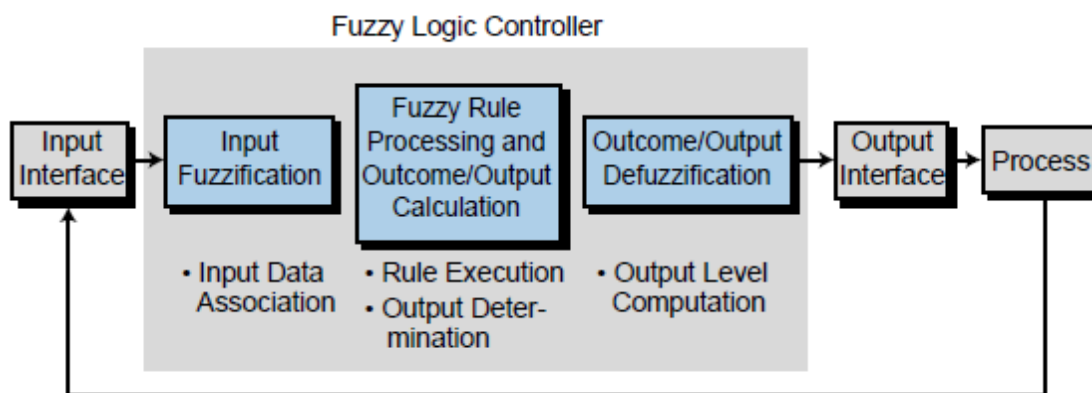 Fuzzy Logic Controller
Input
Interface
Input
Fuzzification
Fuzzy Rule
Processing and
Outcome/Output
Calculation
Outcome/Output
Defuzzification
Output
Interface
Process
• Input Data
Association
• Rule Execution
• Output Deter-
mination
• Output Level
Computation